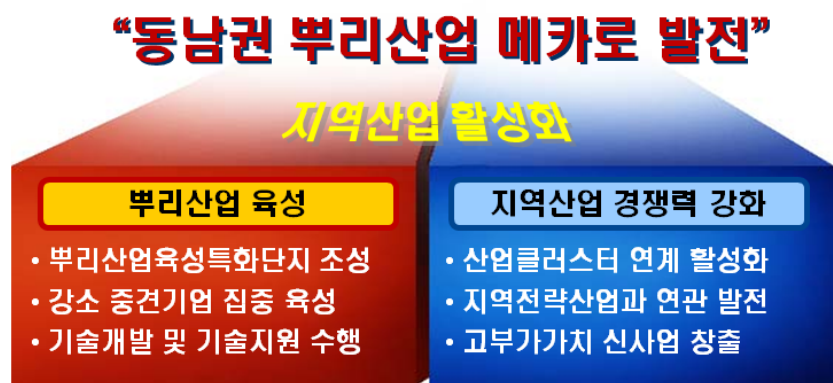 “동남권 뿌리산업 메카로 발전”
지역산업 활성화
뿌리산업 육성
• 뿌리산업육성특화단지 조성
• 강소 중견기업 집중 육성
• 기술개발 및 기술지원 수행
지역산업 경쟁력 강화
• 산업클러스터 연계 활성화
• 지역전략산업과 연관 발전
• 고부가가치 신사업 창출